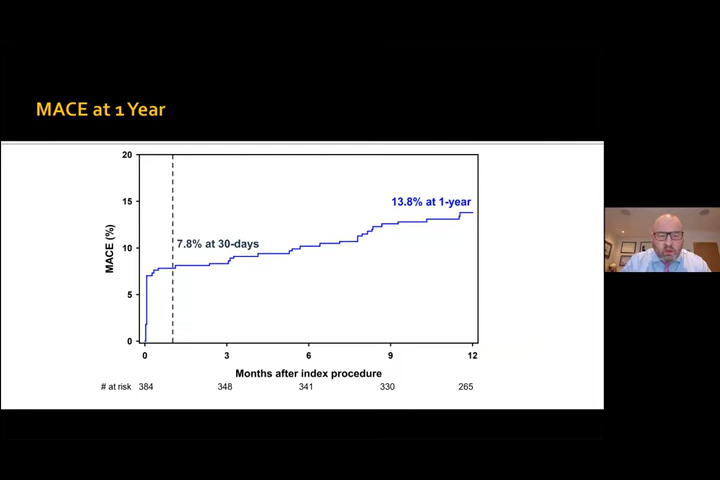 MACE at 1 Year
20
15
10
5
0
MACE (%)
13.8% at 1-year
7.8% at 30-days
0 3 6 9 12
Months after index procedure
# at risk 384 348 341 330 265